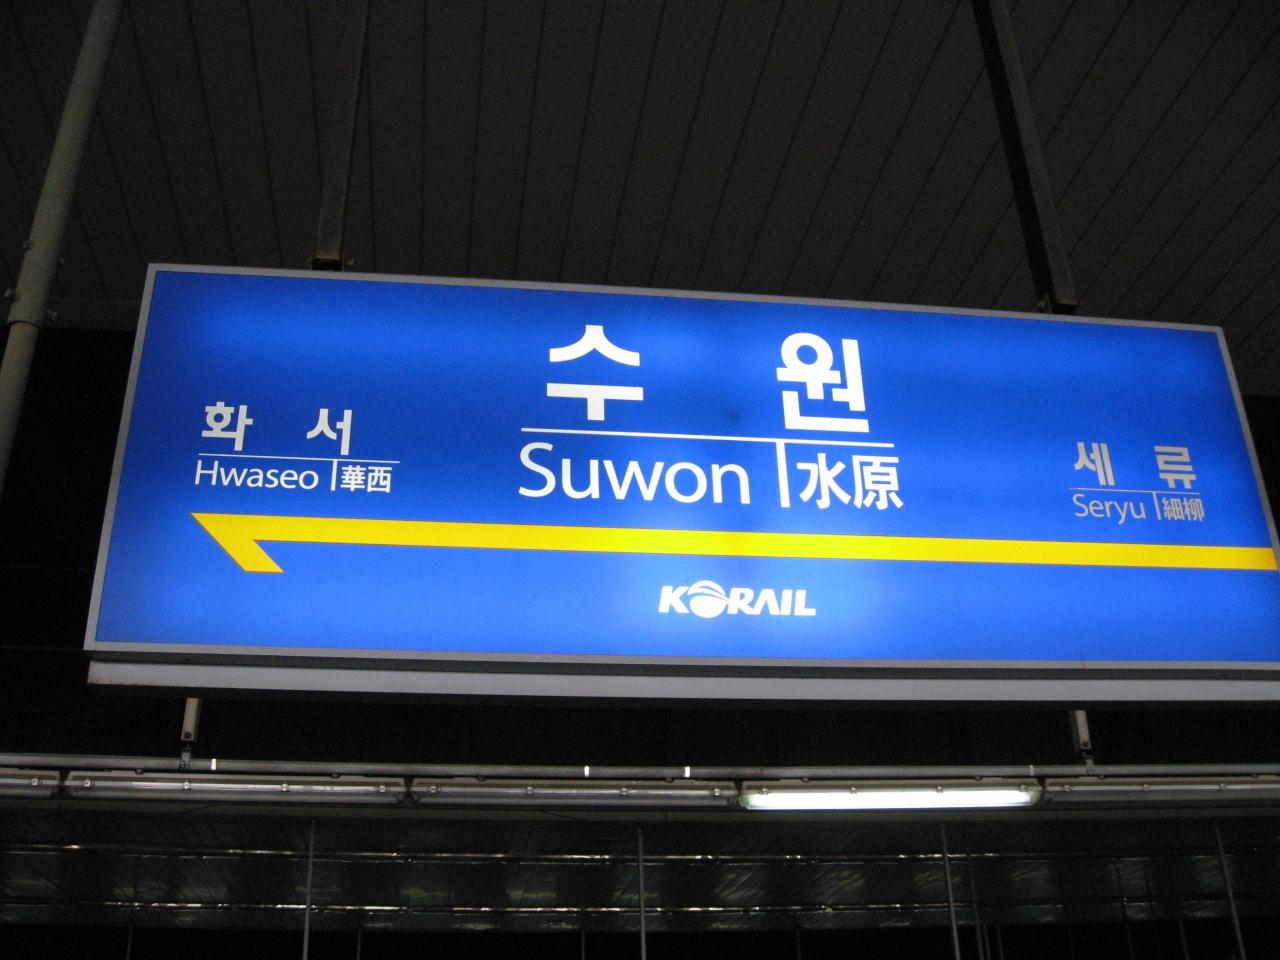 수 원
Suwon 水原
화 서
Hwaseo 華西
세 류
Seryu 細柳
KORAIL